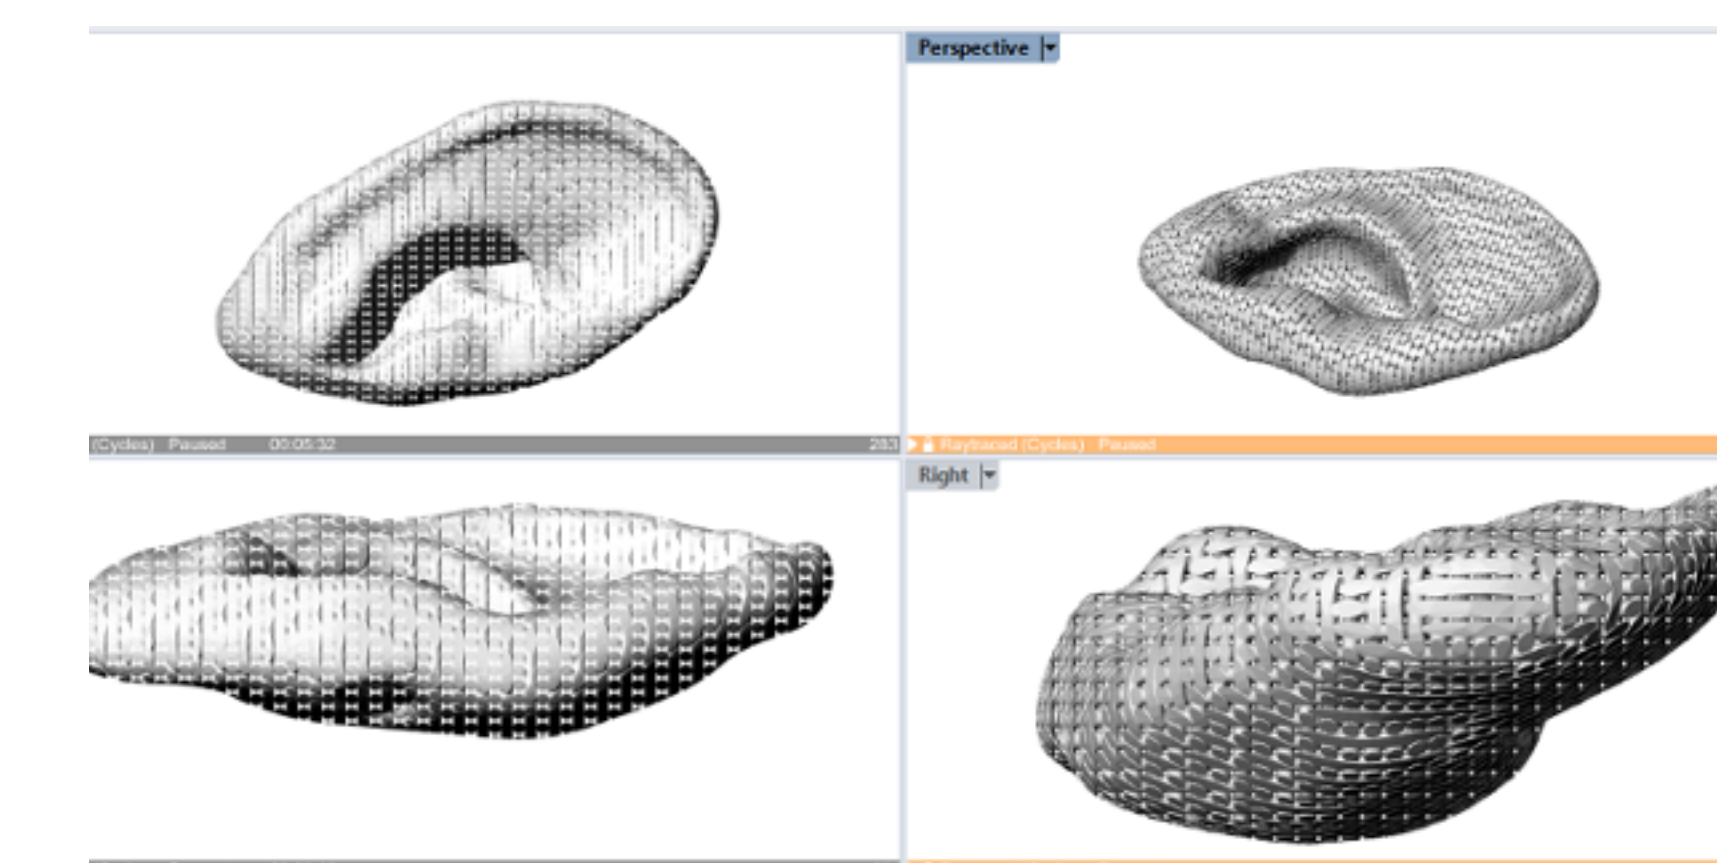 Perspective
(Cycles) Paused 00:05:32 283
Raytraced (Cycles) Paused
Right